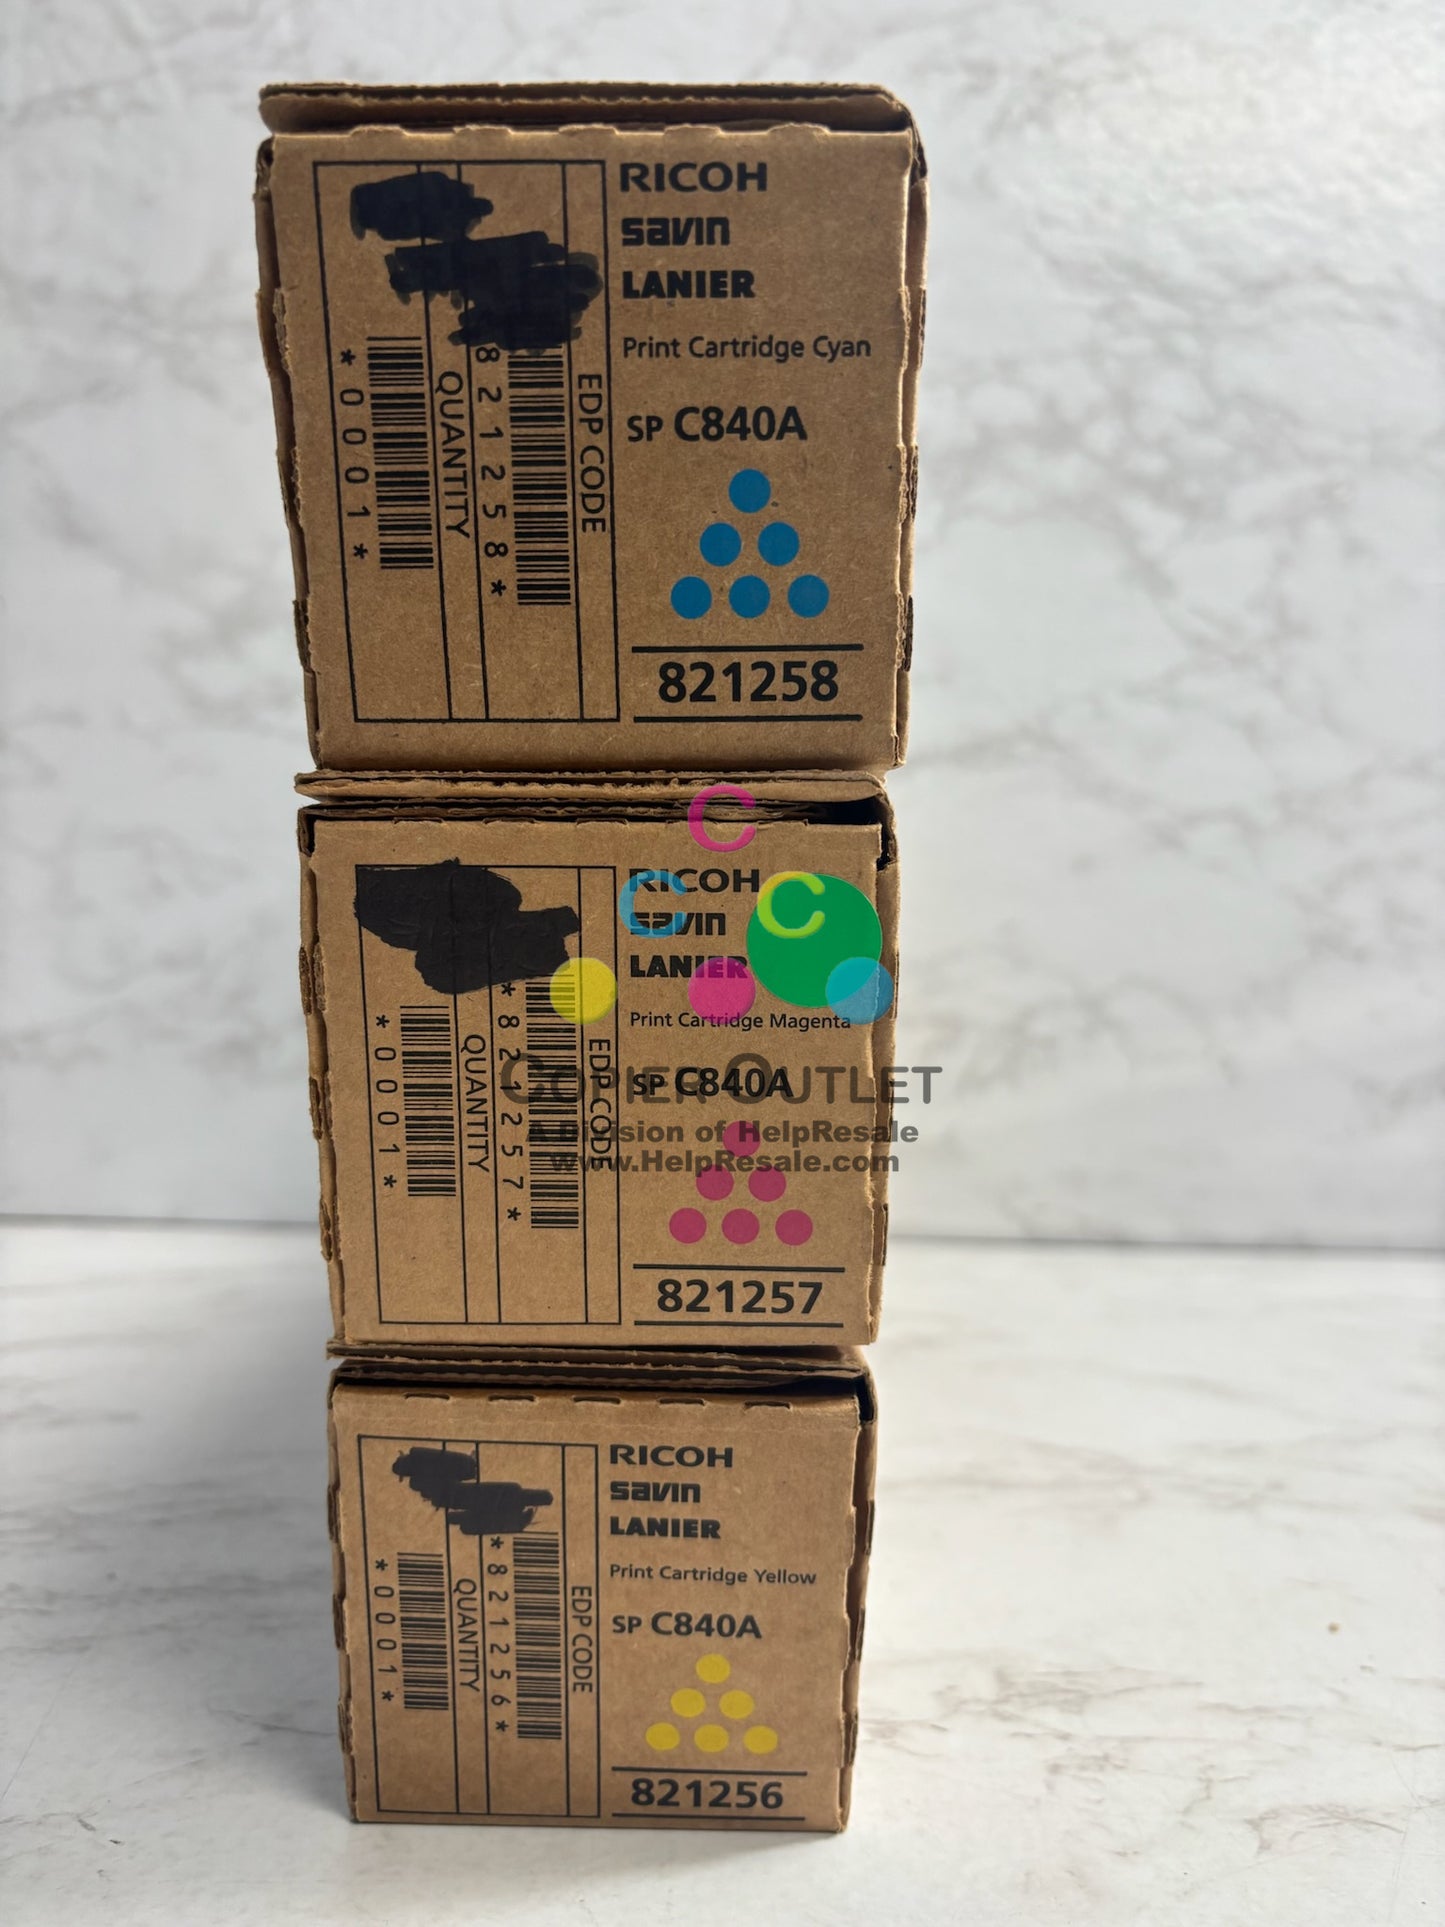 RICOH
savin
LANIER
Print Cartridge Cyan
SP C840A
821258
EDP CODE
821258*
QUANTITY
*0001*
RICOH
savin
LANIER
Print Cartridge Magenta
SP C840A
821257
EDP CODE
*821257*
QUANTITY
*0001*
C
C C
COPIER OUTLET
A Division of HelpResale
www.HelpResale.com
RICOH
savin
LANIER
Print Cartridge Yellow
SP C840A
821256
EDP CODE
*821256*
QUANTITY
*0001*